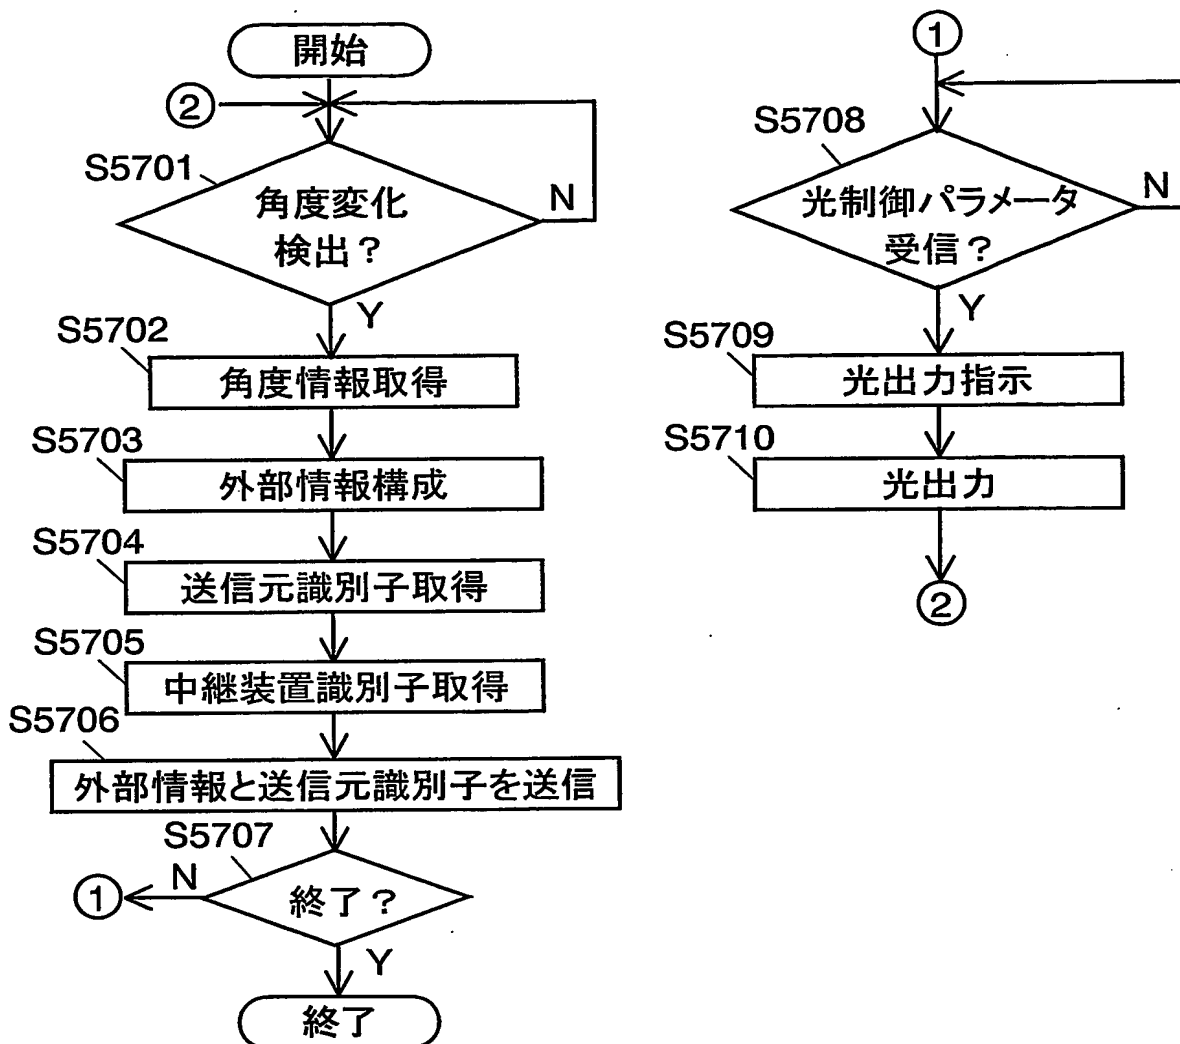 開始
②
S5701
角度変化
検出？
N
Y
S5702
角度情報取得
S5703
外部情報構成
S5704
送信元識別子取得
S5705
中継装置識別子取得
S5706
外部情報と送信元識別子を送信
S5707
終了？
N
①
Y
終了
①
S5708
光制御パラメータ
受信？
N
Y
S5709
光出力指示
S5710
光出力
②